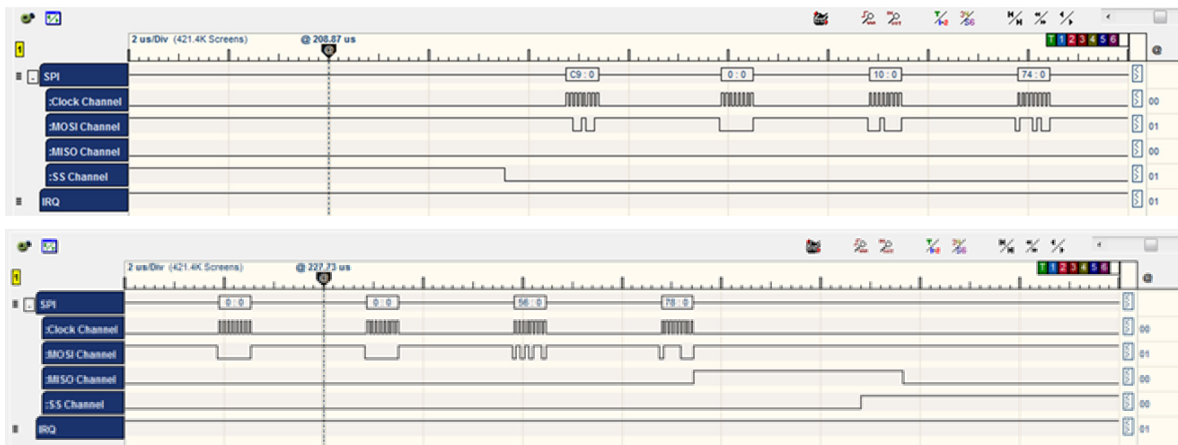 1
2 us/Div (421.4K Screens) @ 208.87 us T 1 2 3 4 5 6 @
@
SPI C9 : 0 0 : 0 10 : 0 74 : 0
:Clock Channel 00
:MOSI Channel 01
:MISO Channel 00
:SS Channel 01
IRQ 01
1
2 us/Div (421.4K Screens) @ 227.73 us T 1 2 3 4 5 6 @
@
SPI 0 : 0 0 : 0 56 : 0 78 : 0
:Clock Channel 00
:MOSI Channel 01
:MISO Channel 00
:SS Channel 00
IRQ 01